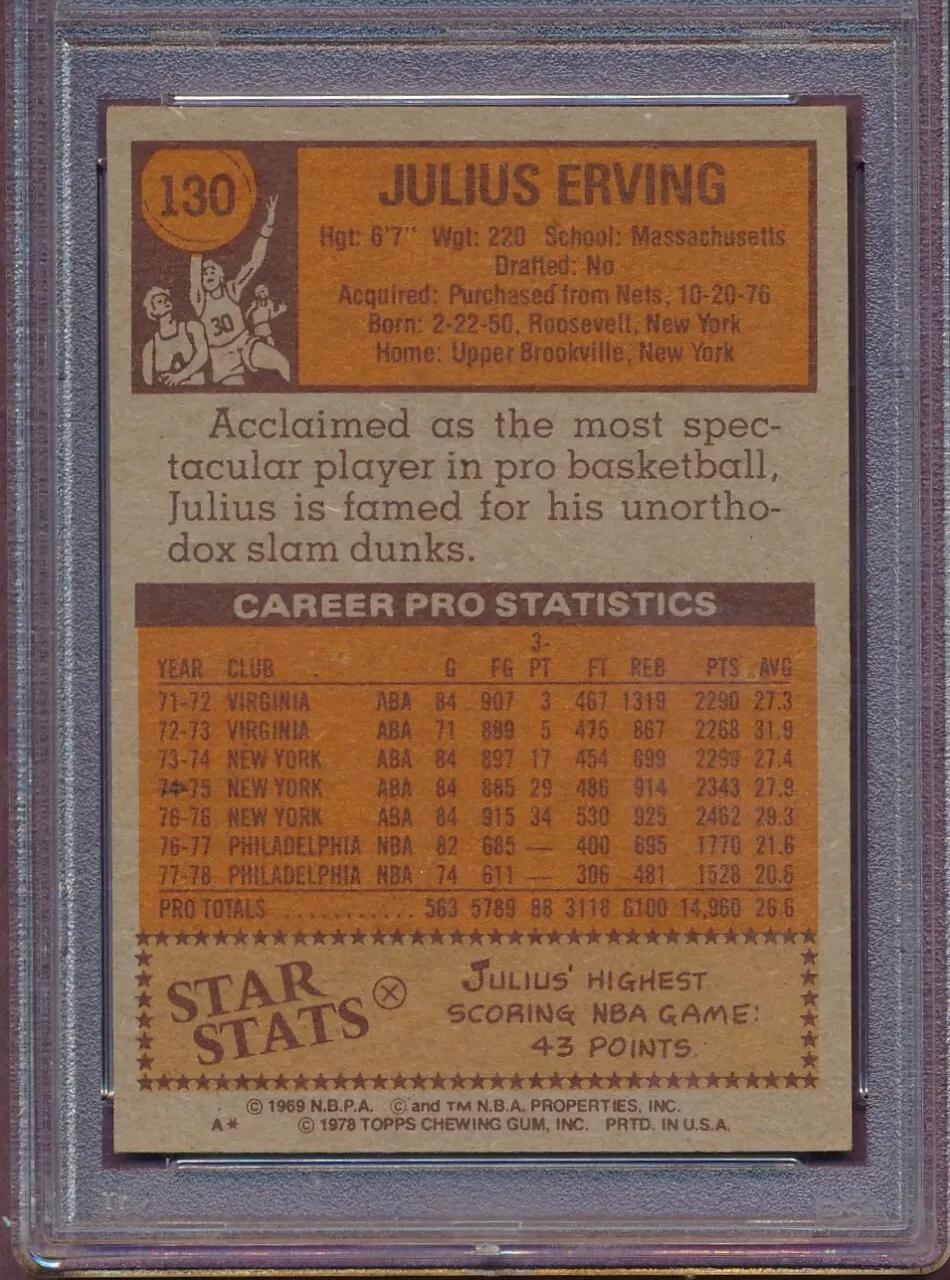 130
JULIUS ERVING
Hgt: 6'7" Wgt: 220 School: Massachusetts
Drafted: No
Acquired: Purchased from Nets, 10-20-76
Born: 2-22-50, Roosevelt, New York
Home: Upper Brookville, New York
30
Acclaimed as the most spec-
tacular player in pro basketball,
Julius is famed for his unortho-
dox slam dunks.
CAREER PRO STATISTICS
YEAR CLUB G FG 3-PT FT REB PTS AVG
71-72 VIRGINIA ABA 84 907 3 467 1319 2290 27.3
72-73 VIRGINIA ABA 71 889 5 475 867 2268 31.9
73-74 NEW YORK ABA 84 897 17 454 899 2299 27.4
74-75 NEW YORK ABA 84 885 29 486 914 2343 27.9
76-76 NEW YORK ABA 84 915 34 530 925 2462 29.3
76-77 PHILADELPHIA NBA 82 685 — 400 695 1770 21.6
77-78 PHILADELPHIA NBA 74 611 — 306 481 1528 20.6
PRO TOTALS ........... 563 5789 88 3118 6100 14,960 26.6
STAR STATS
JULIUS' HIGHEST
SCORING NBA GAME:
43 POINTS.
© 1969 N.B.P.A. © and TM N.B.A. PROPERTIES, INC.
A* © 1978 TOPPS CHEWING GUM, INC. PRTD. IN U.S.A.